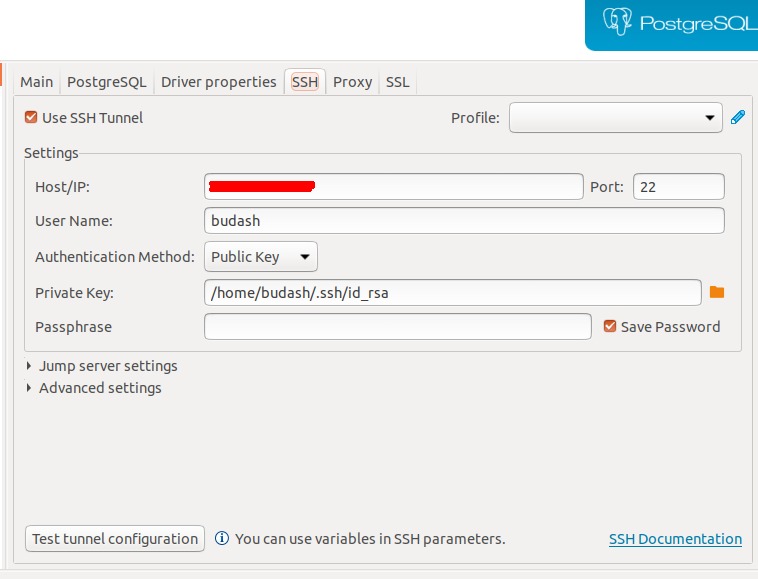 PostgreSQL
Main PostgreSQL Driver properties SSH Proxy SSL
Use SSH Tunnel Profile:
Settings
Host/IP: Port: 22
User Name: budash
Authentication Method: Public Key
Private Key: /home/budash/.ssh/id_rsa
Passphrase Save Password
Jump server settings
Advanced settings
Test tunnel configuration You can use variables in SSH parameters. SSH Documentation